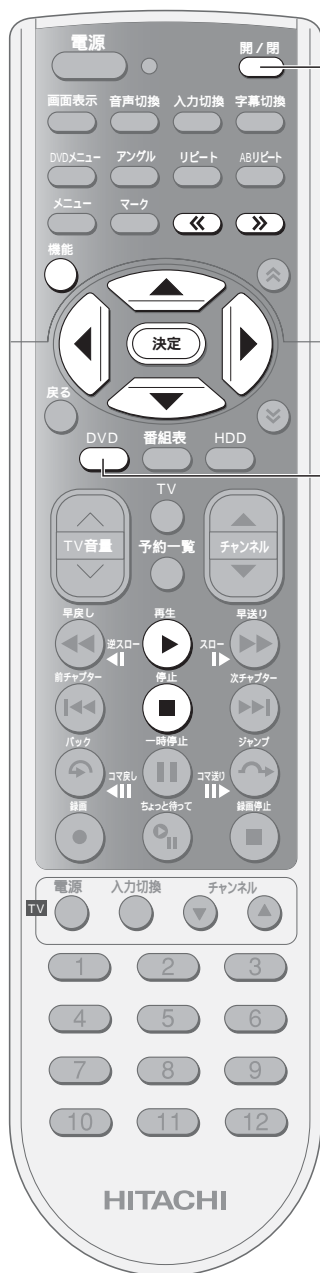 電源
開/閉
画面表示 音声切換 入力切換 字幕切換
DVDメニュー アングル リピート ABリピート
メニュー マーク
機能
決定
戻る
DVD 番組表 HDD
TV
TV音量 予約一覧 チャンネル
早戻し 再生 早送り
逆スロー スロー
前チャプター 停止 次チャプター
バック 一時停止 ジャンプ
コマ戻し コマ送り
録画 ちょっと待って 録画停止
電源 入力切換 チャンネル
TV
1 2 3
4 5 6
7 8 9
10 11 12
HITACHI